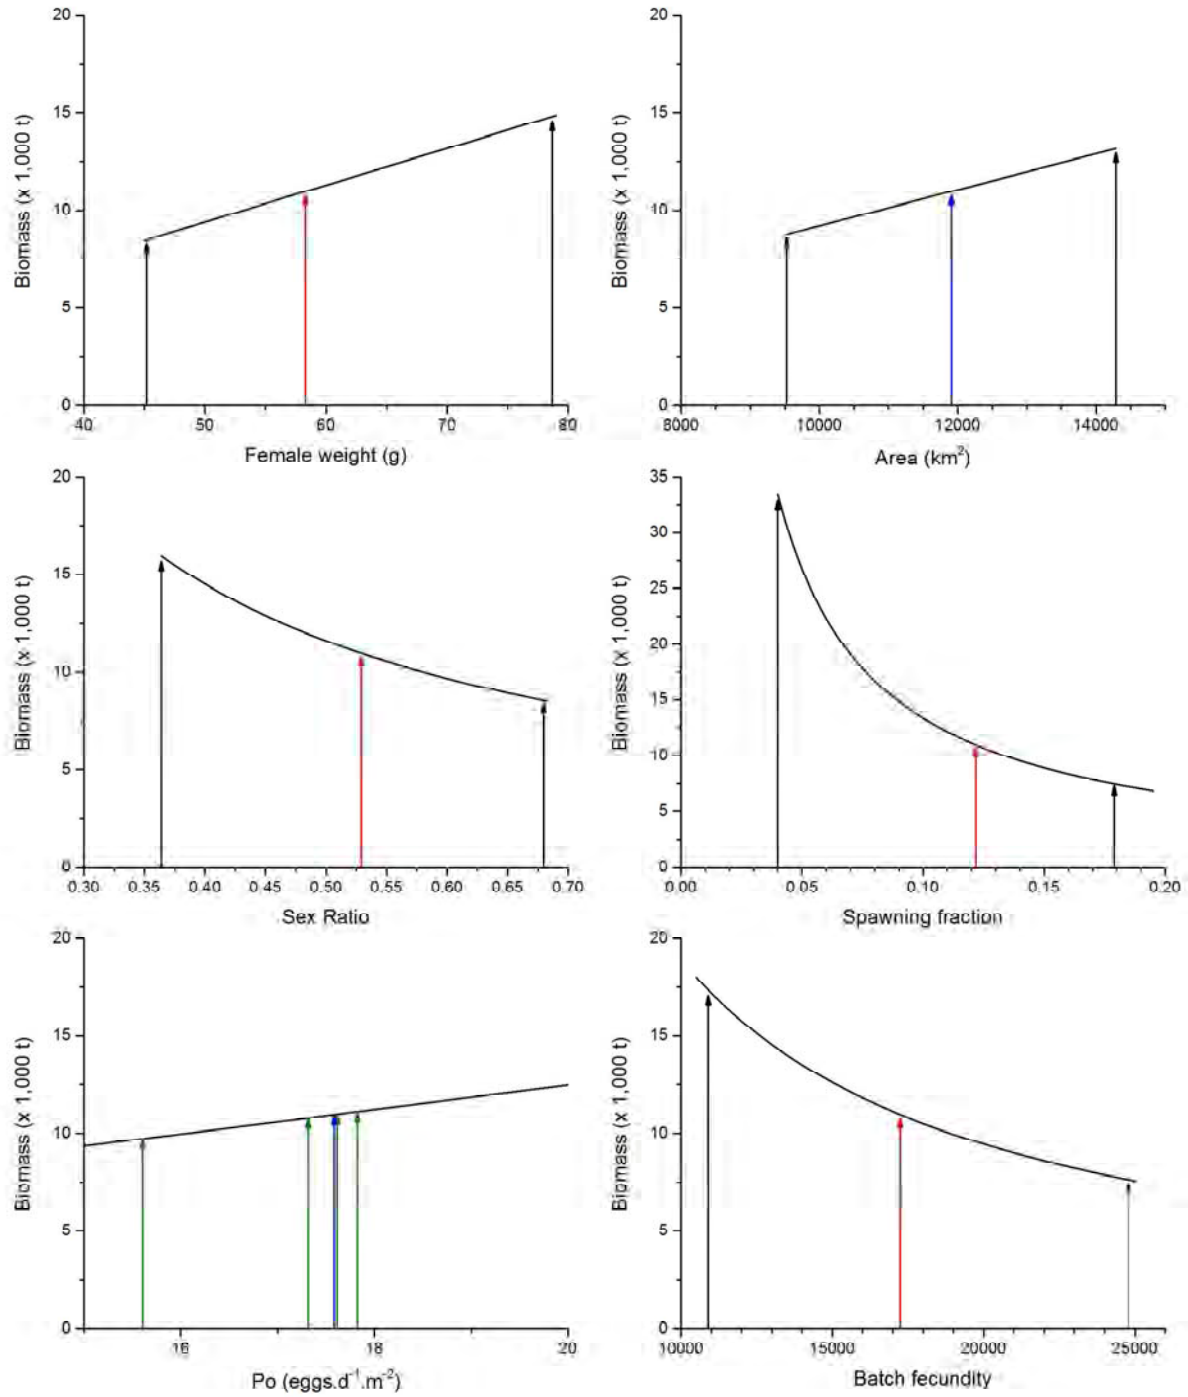 20
15
10
5
0
Biomass (x 1,000 t)
40 50 60 70 80
Female weight (g)
20
15
10
5
0
Biomass (x 1,000 t)
8000 10000 12000 14000
Area (km²)
20
15
10
5
0
Biomass (x 1,000 t)
0.30 0.35 0.40 0.45 0.50 0.55 0.60 0.65 0.70
Sex Ratio
35
30
25
20
15
10
5
0
Biomass (x 1,000 t)
0.00 0.05 0.10 0.15 0.20
Spawning fraction
20
15
10
5
0
Biomass (x 1,000 t)
16 18 20
Po (eggs.d⁻¹.m⁻²)
20
15
10
5
0
Biomass (x 1,000 t)
10000 15000 20000 25000
Batch fecundity